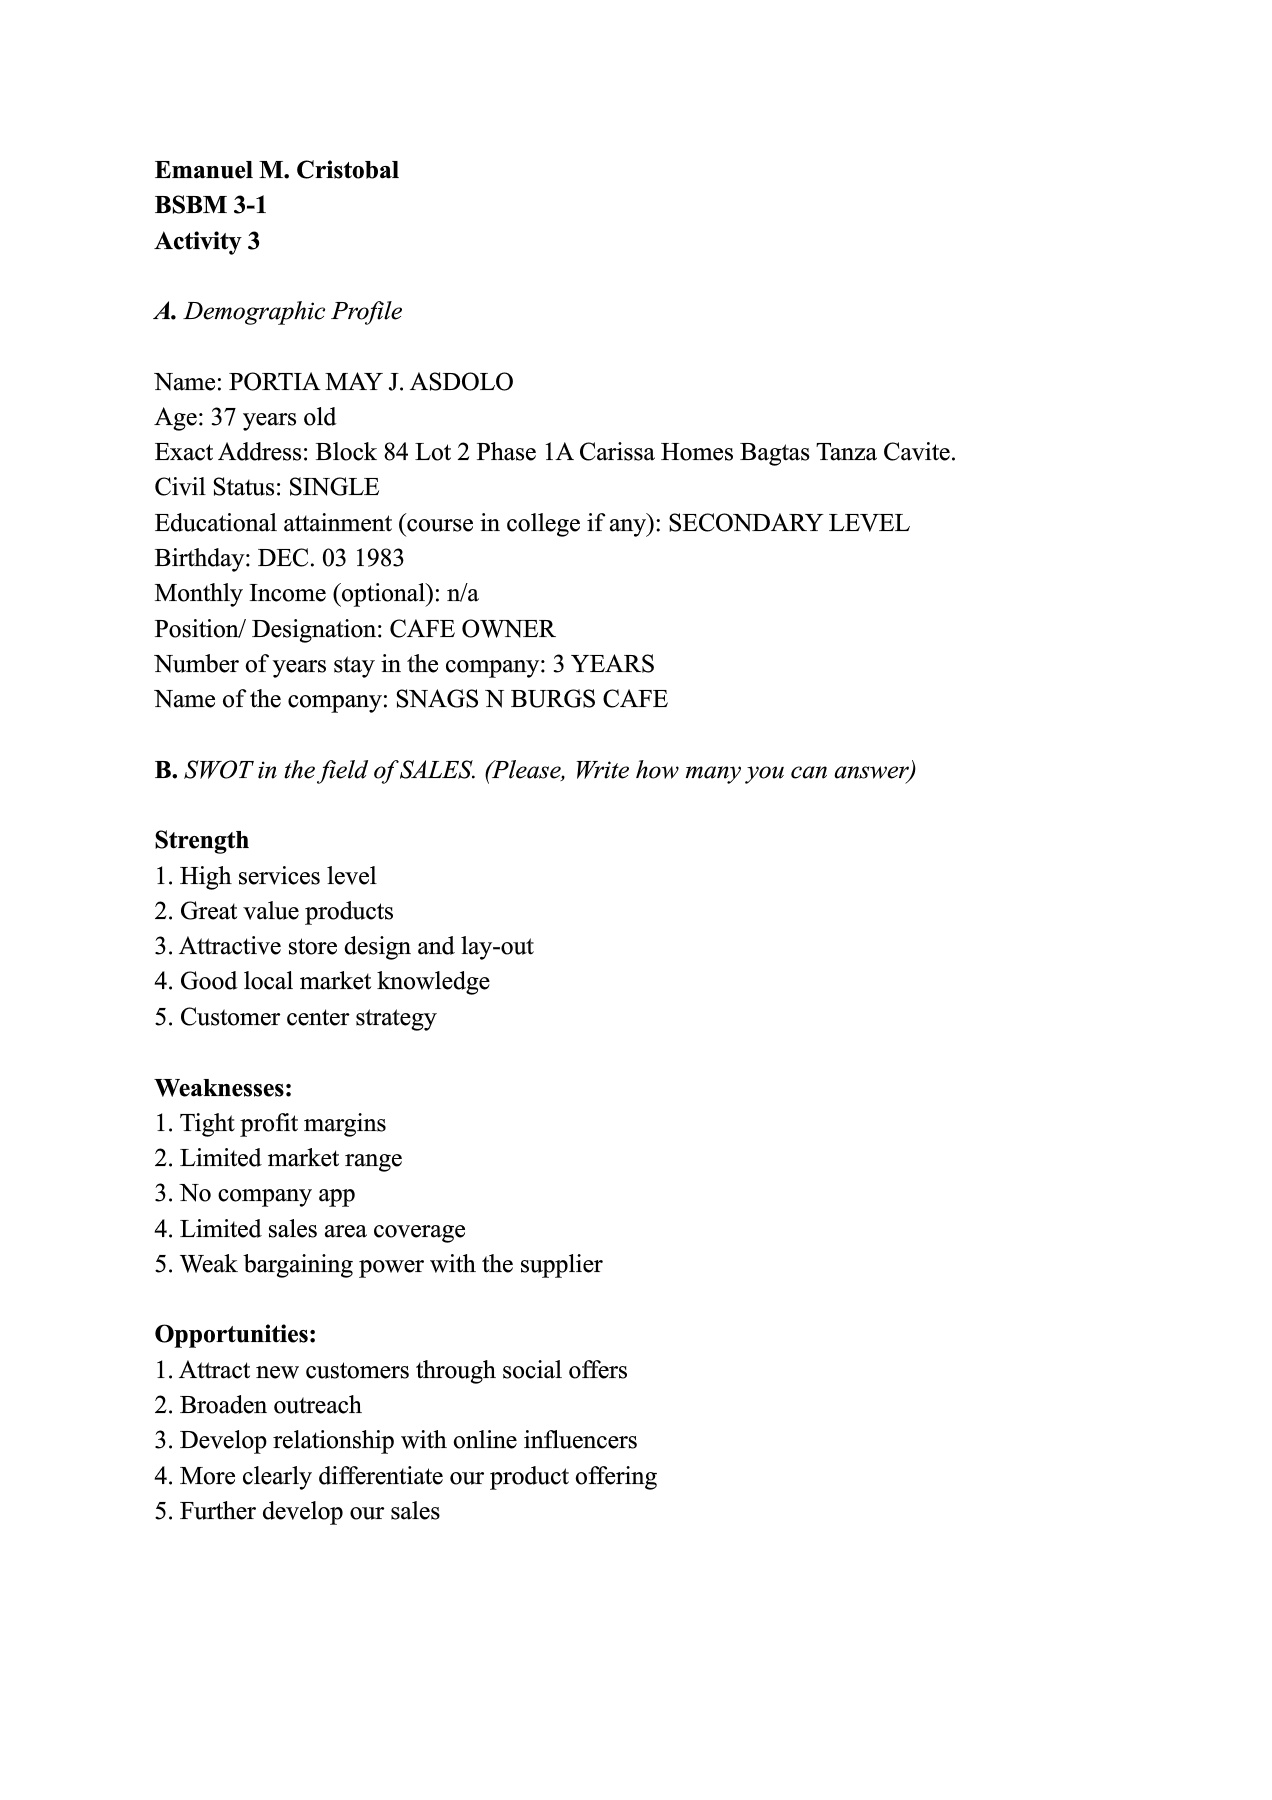 Emanuel M. Cristobal
BSBM 3-1
Activity 3
A. Demographic Profile
Name: PORTIA MAY J. ASDOLO
Age: 37 years old
Exact Address: Block 84 Lot 2 Phase 1A Carissa Homes Bagtas Tanza Cavite.
Civil Status: SINGLE
Educational attainment (course in college if any): SECONDARY LEVEL
Birthday: DEC. 03 1983
Monthly Income (optional): n/a
Position/ Designation: CAFE OWNER
Number of years stay in the company: 3 YEARS
Name of the company: SNAGS N BURGS CAFE
B. SWOT in the field of SALES. (Please, Write how many you can answer)
Strength
1. High services level
2. Great value products
3. Attractive store design and lay-out
4. Good local market knowledge
5. Customer center strategy
Weaknesses:
1. Tight profit margins
2. Limited market range
3. No company app
4. Limited sales area coverage
5. Weak bargaining power with the supplier
Opportunities:
1. Attract new customers through social offers
2. Broaden outreach
3. Develop relationship with online influencers
4. More clearly differentiate our product offering
5. Further develop our sales